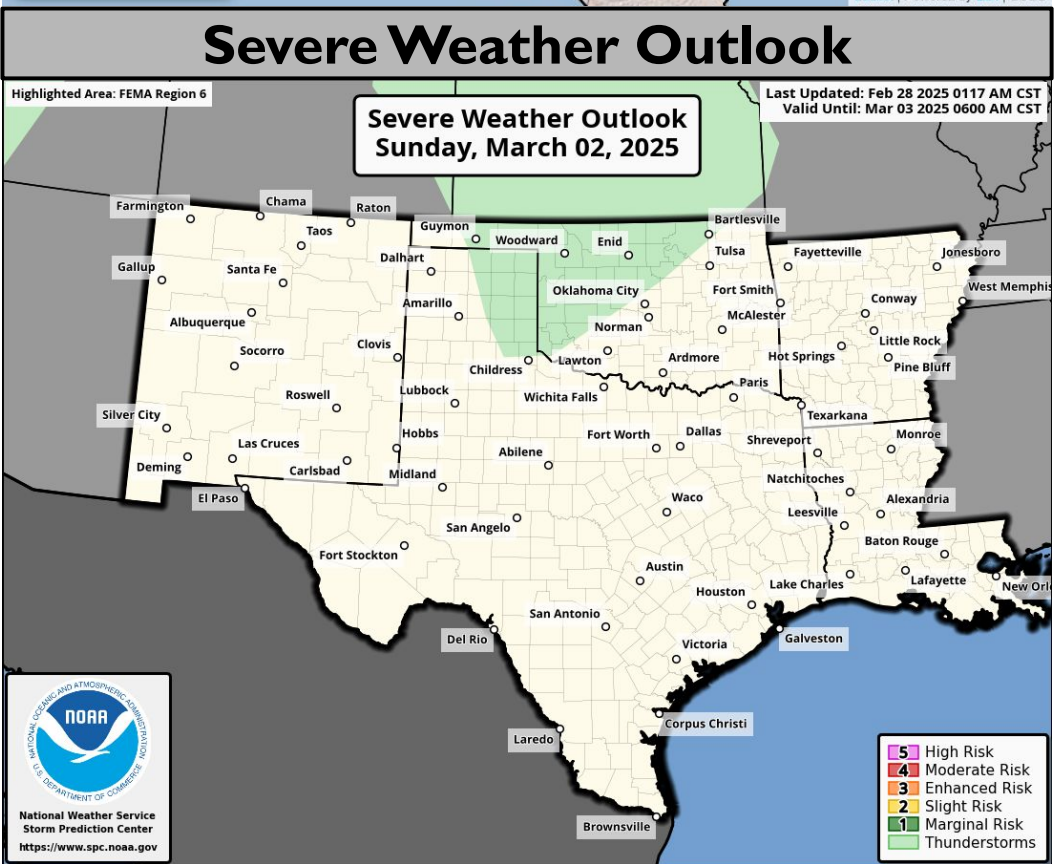 Severe Weather Outlook
Highlighted Area: FEMA Region 6
Last Updated: Feb 28 2025 0117 AM CST
Valid Until: Mar 03 2025 0600 AM CST
Severe Weather Outlook
Sunday, March 02, 2025
Farmington
Chama
Raton
Taos
Guymon
Woodward
Enid
Bartlesville
Tulsa
Fayetteville
Jonesboro
Gallup
Santa Fe
Dalhart
Oklahoma City
Fort Smith
West Memphis
Amarillo
Conway
Albuquerque
Norman
McAlester
Little Rock
Socorro
Clovis
Childress
Lawton
Ardmore
Hot Springs
Pine Bluff
Roswell
Lubbock
Wichita Falls
Paris
Silver City
Texarkana
Las Cruces
Hobbs
Fort Worth
Dallas
Shreveport
Monroe
Deming
Carlsbad
Midland
Abilene
Natchitoches
El Paso
Waco
Alexandria
San Angelo
Leesville
Fort Stockton
Baton Rouge
Austin
Houston
Lake Charles
Lafayette
New Orl
San Antonio
Del Rio
Galveston
Victoria
Corpus Christi
Laredo
Brownsville
NATIONAL OCEANIC AND ATMOSPHERIC ADMINISTRATION
NOAA
U.S. DEPARTMENT OF COMMERCE
National Weather Service
Storm Prediction Center
https://www.spc.noaa.gov
5 High Risk
4 Moderate Risk
3 Enhanced Risk
2 Slight Risk
1 Marginal Risk
Thunderstorms